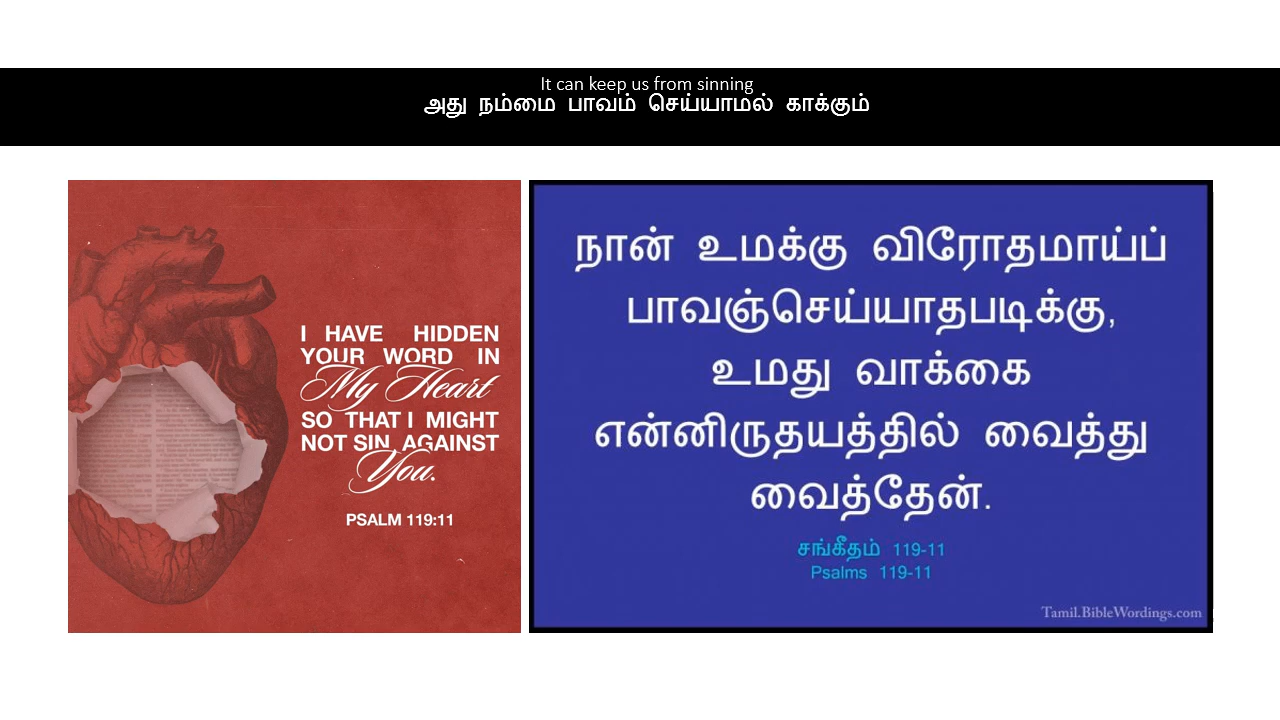 It can keep us from sinning
அது நம்மை பாவம் செய்யாமல் காக்கும்
I HAVE HIDDEN
YOUR WORD IN
My Heart
SO THAT I MIGHT
NOT SIN AGAINST
You.
PSALM 119:11
நான் உமக்கு விரோதமாய்ப்
பாவஞ்செய்யாதபடிக்கு,
உமது வாக்கை
என்னிருதயத்தில் வைத்து
வைத்தேன்.
சங்கீதம் 119-11
Psalms 119-11
Tamil.BibleWordings.com